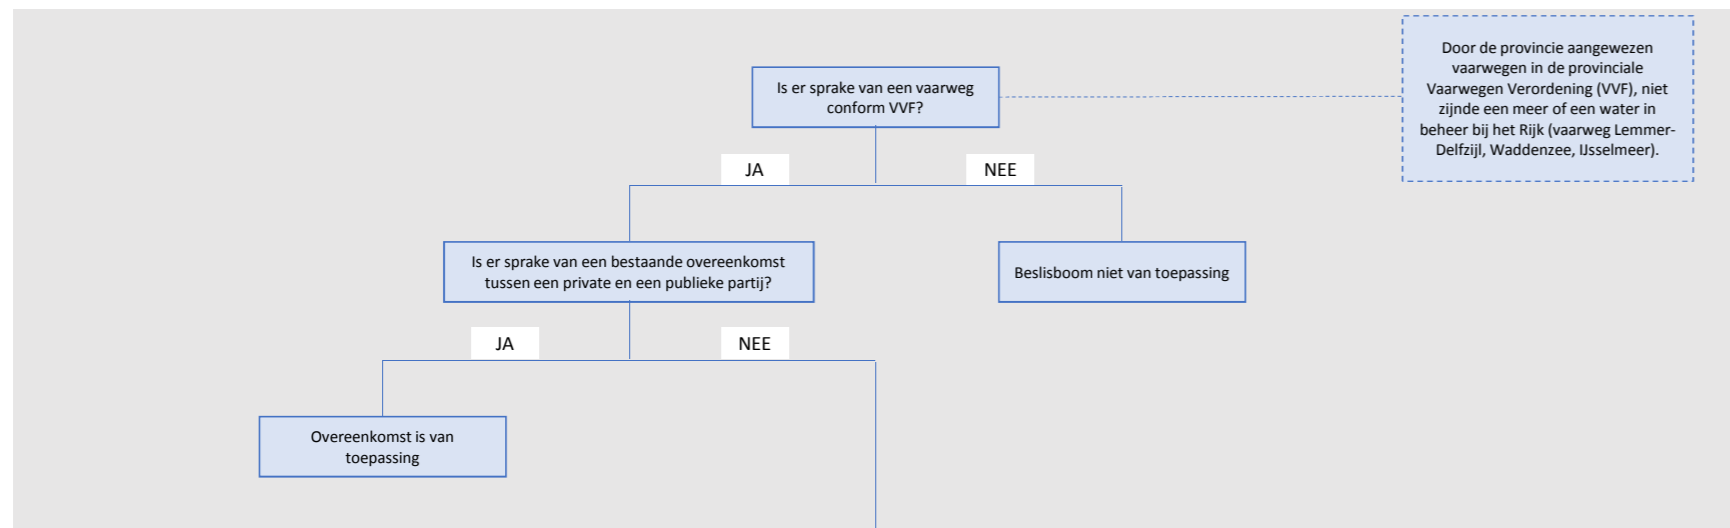 Door de provincie aangewezen
vaarwegen in de provinciale
Vaarwegen Verordening (VVF), niet
zijnde een meer of een water in
beheer bij het Rijk (vaarweg Lemmer-
Delfzijl, Waddenzee, IJsselmeer).
Is er sprake van een vaarweg
conform VVF?
JA
NEE
Is er sprake van een bestaande overeenkomst
tussen een private en een publieke partij?
Beslisboom niet van toepassing
JA
NEE
Overeenkomst is van
toepassing